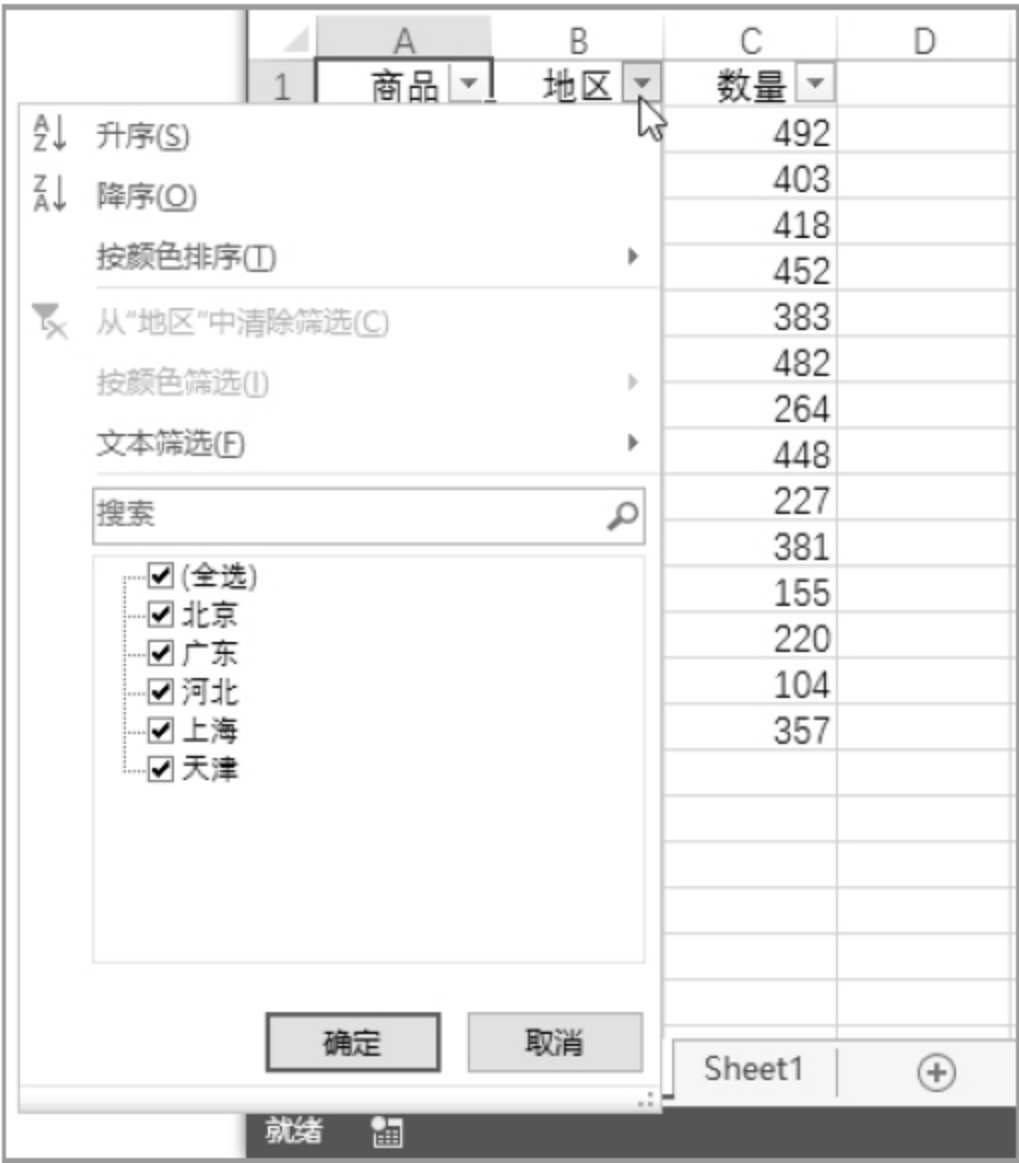 A B C D
1 商品 地区 数量
升序(S)
降序(O)
按颜色排序(T)
从“地区”中清除筛选(C)
按颜色筛选(I)
文本筛选(F)
搜索
(全选)
北京
广东
河北
上海
天津
确定 取消
492
403
418
452
383
482
264
448
227
381
155
220
104
357
Sheet1
就绪